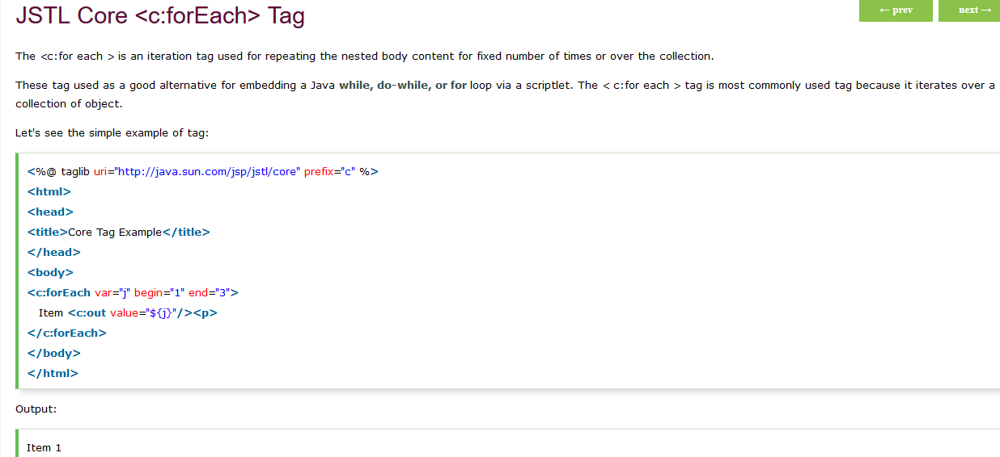 JSTL Core <c:forEach> Tag
← prev
next →
The <c:for each > is an iteration tag used for repeating the nested body content for fixed number of times or over the collection.
These tag used as a good alternative for embedding a Java while, do-while, or for loop via a scriptlet. The < c:for each > tag is most commonly used tag because it iterates over a
collection of object.
Let's see the simple example of tag:
<%@ taglib uri="http://java.sun.com/jsp/jstl/core" prefix="c" %>
<html>
<head>
<title>Core Tag Example</title>
</head>
<body>
<c:forEach var="j" begin="1" end="3">
Item <c:out value="${j}"/><p>
</c:forEach>
</body>
</html>
Output:
Item 1